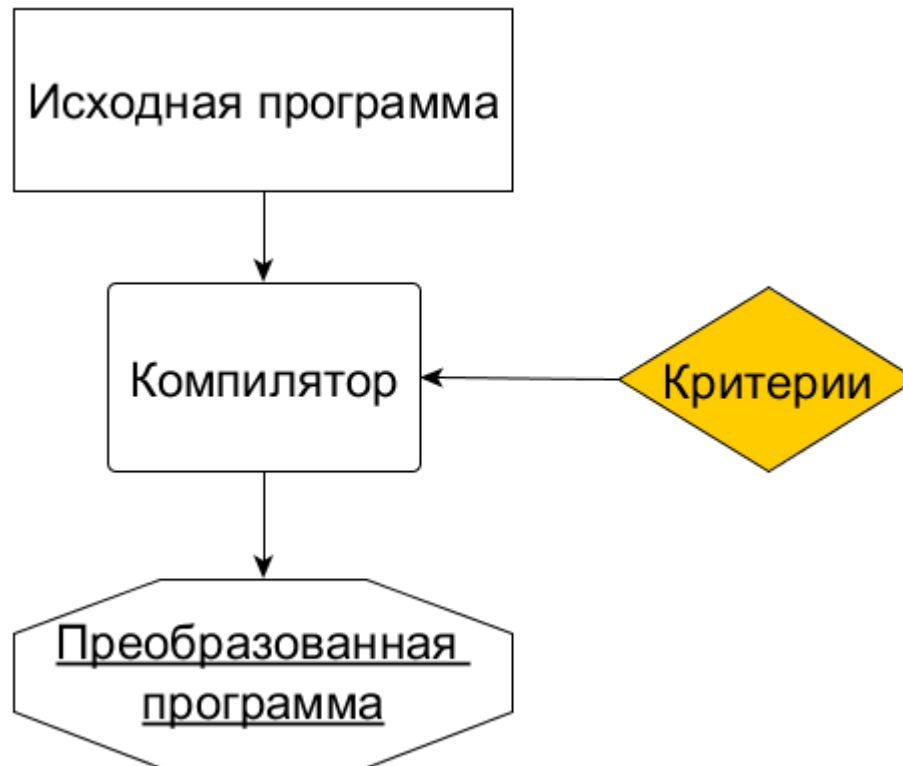 Исходная программа
Компилятор
Критерии
Преобразованная
программа